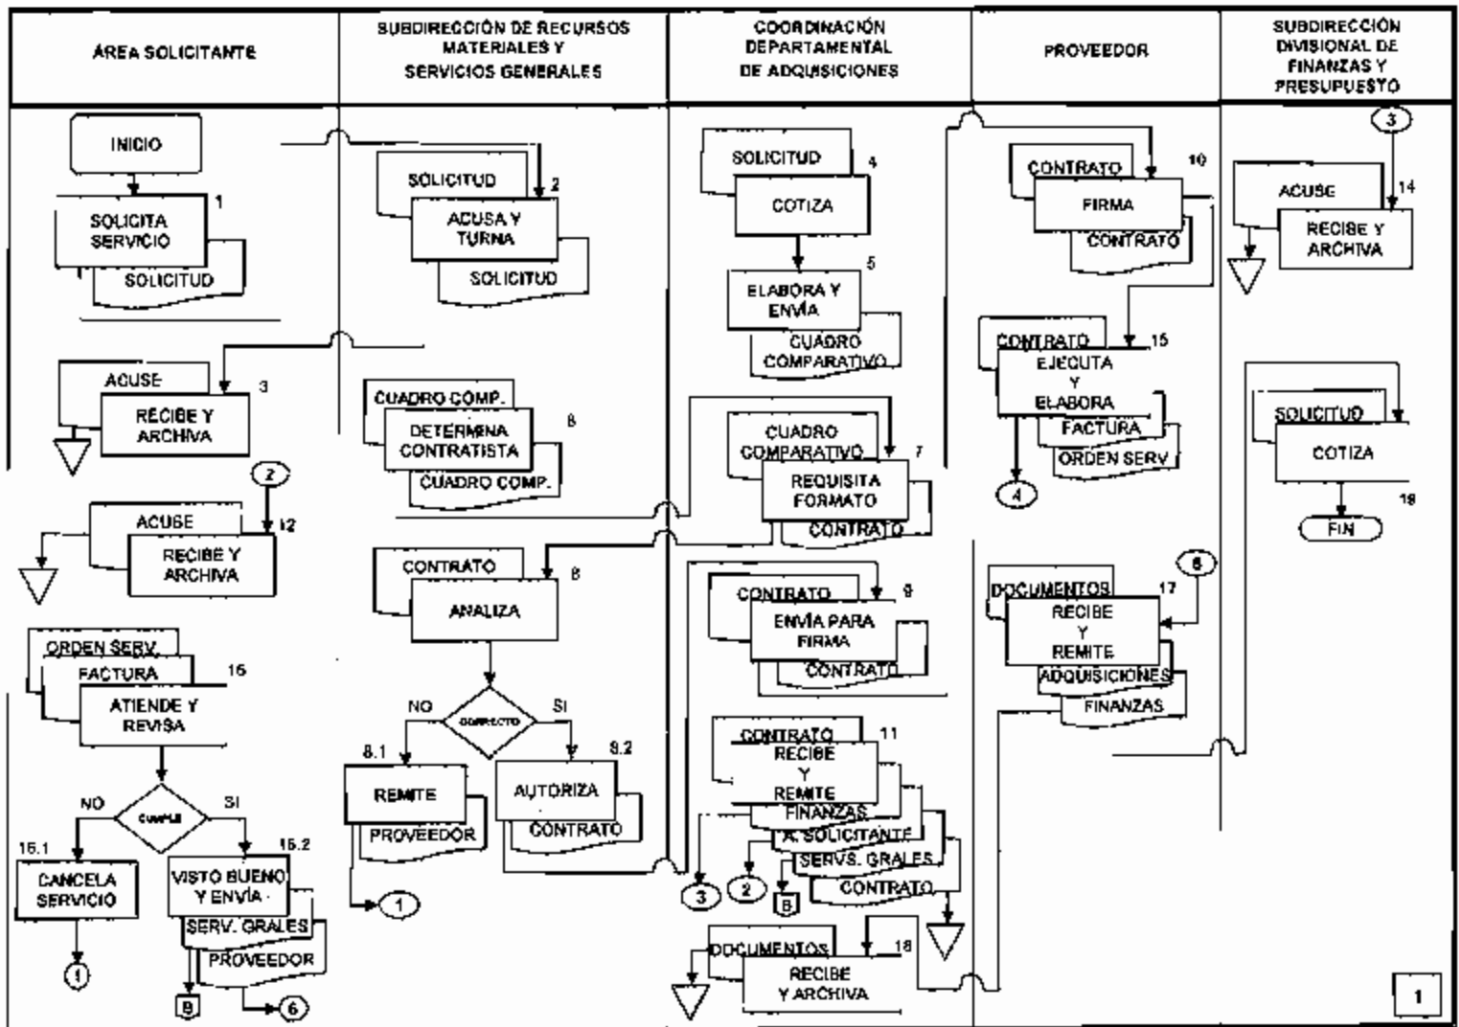 ÁREA SOLICITANTE
SUBDIRECCIÓN DE RECURSOS
MATERIALES Y
SERVICIOS GENERALES
COORDINACIÓN
DEPARTAMENTAL
DE ADQUISICIONES
PROVEEDOR
SUBDIRECCIÓN
DIVISIONAL DE
FINANZAS Y
PRESUPUESTO
INICIO
1
SOLICITA
SERVICIO
SOLICITUD
ACUSE
3
RECIBE Y
ARCHIVA
2
ACUSE
12
RECIBE Y
ARCHIVA
ORDEN SERV.
FACTURA
16
ATIENDE Y
REVISA
CUMPLE
NO
SI
16.1
CANCELA
SERVICIO
1
VISTO BUENO
Y ENVÍA
SERV. GRALES
PROVEEDOR
B
6
SOLICITUD
2
ACUSA Y
TURNA
SOLICITUD
CUADRO COMP.
DETERMINA
CONTRATISTA
CUADRO COMP.
CONTRATO
8
ANALIZA
CORRECTO
NO
SI
8.1
REMITE
PROVEEDOR
1
8.2
AUTORIZA
CONTRATO
SOLICITUD
4
COTIZA
5
ELABORA Y
ENVÍA
CUADRO
COMPARATIVO
CUADRO
COMPARATIVO
7
REQUISITA
FORMATO
CONTRATO
CONTRATO
9
ENVÍA PARA
FIRMA
CONTRATO
CONTRATO
11
RECIBE
Y
REMITE
FINANZAS
A. SOLICITANTE
SERVS. GRALES
CONTRATO
3
2
B
DOCUMENTOS
18
RECIBE
Y ARCHIVA
CONTRATO
10
FIRMA
CONTRATO
CONTRATO
15
EJECUTA
Y
ELABORA
FACTURA
ORDEN SERV
4
6
DOCUMENTOS
17
RECIBE
Y
REMITE
ADQUISICIONES
FINANZAS
3
ACUSE
14
RECIBE Y
ARCHIVA
SOLICITUD
COTIZA
FIN
1